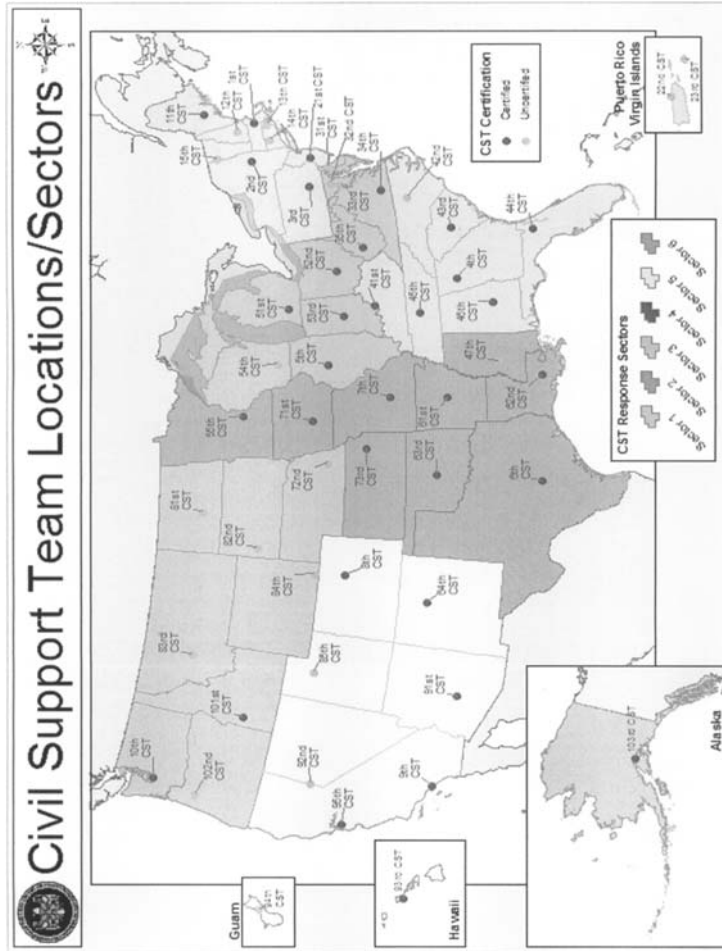 Civil Support Team Locations/Sectors
Guam
94th
CST
Hawaii
93rd CST
Alaska
103rd CST
10th
CST
102nd
CST
101st
CST
83rd
CST
81st
CST
82nd
CST
84th
CST
72nd
CST
92nd
CST
95th
CST
85th
CST
9th
CST
91st
CST
8th
CST
64th
CST
73rd
CST
63rd
CST
6th
CST
55th
CST
71st
CST
7th
CST
61st
CST
62nd
CST
47th
CST
54th
CST
5th
CST
51st
CST
53rd
CST
52nd
CST
41st
CST
45th
CST
46th
CST
35th
CST
4th
CST
43rd
CST
44th
CST
42nd CST
34th
CST
33rd
CST
32nd CST
31st
CST
21st CST
14th
CST
13th CST
1st
CST
12th
CST
11th
CST
15th
CST
2nd
CST
3rd
CST
CST Certification
Certified
Uncertified
CST Response Sectors
Sector 1
Sector 2
Sector 3
Sector 4
Sector 5
Sector 6
Puerto Rico
Virgin Islands
22nd CST
23rd CST